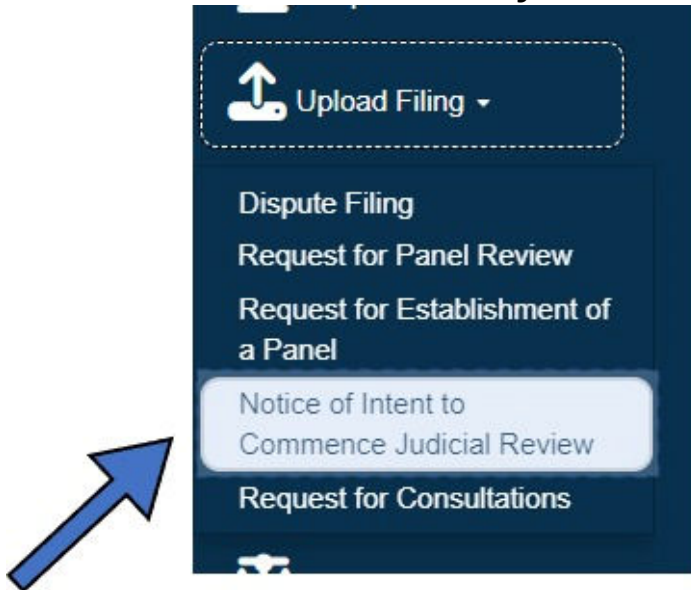 Upload Filing
Dispute Filing
Request for Panel Review
Request for Establishment of
a Panel
Notice of Intent to
Commence Judicial Review
Request for Consultations